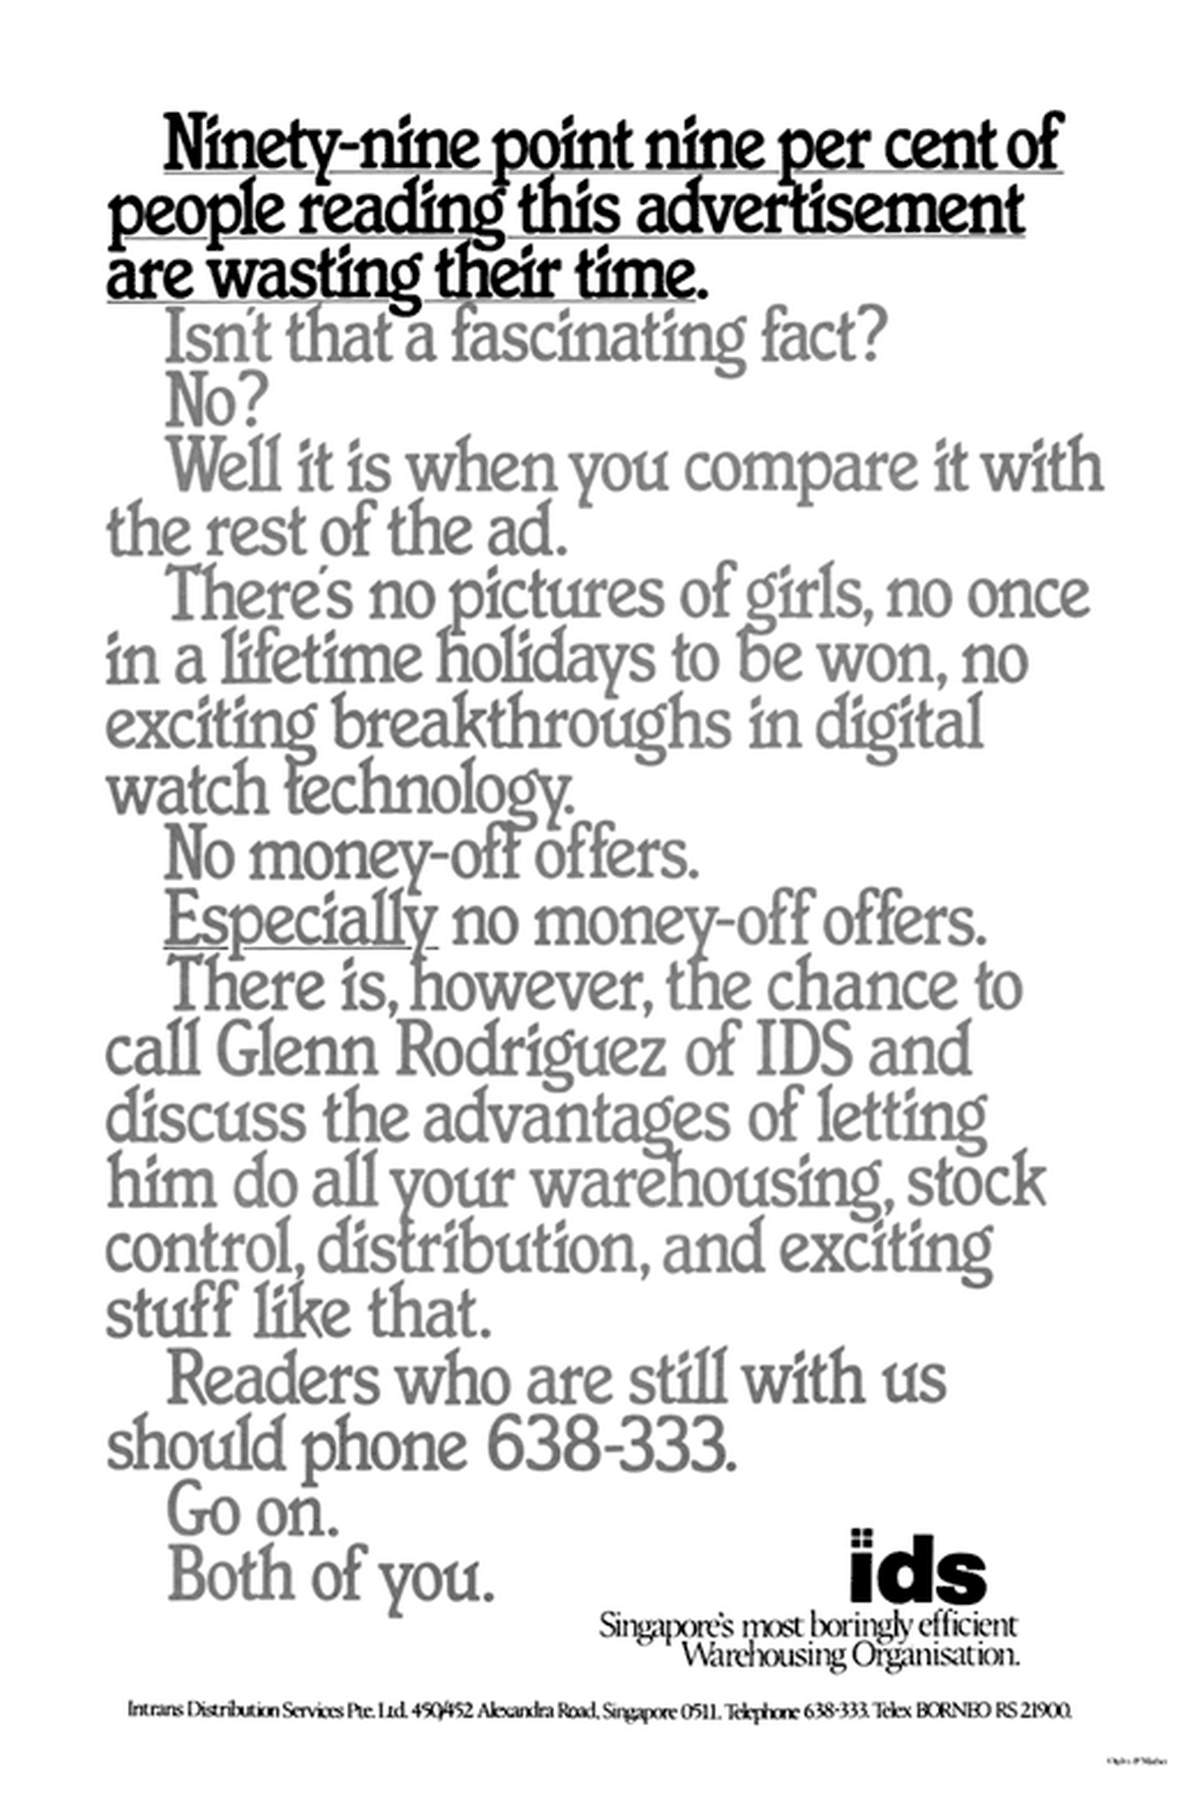 Ninety-nine point nine per cent of
people reading this advertisement
are wasting their time.
Isn't that a fascinating fact?
No?
Well it is when you compare it with
the rest of the ad.
There's no pictures of girls, no once
in a lifetime holidays to be won, no
exciting breakthroughs in digital
watch technology.
No money-off offers.
Especially no money-off offers.
There is, however, the chance to
call Glenn Rodriguez of IDS and
discuss the advantages of letting
him do all your warehousing, stock
control, distribution, and exciting
stuff like that.
Readers who are still with us
should phone 638-333.
Go on.
Both of you.
ids
Singapore's most boringly efficient
Warehousing Organisation.
Intrans Distribution Services Pte. Ltd. 450/452 Alexandra Road, Singapore 0511. Telephone 638-333. Telex BORNEO RS 21900.